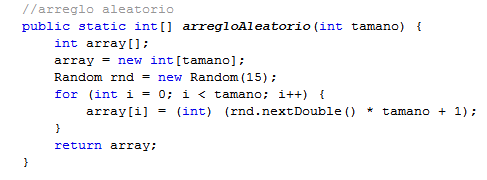 //arreglo aleatorio
public static int[] arregloAleatorio(int tamano) {
    int array[];
    array = new int[tamano];
    Random rnd = new Random(15);
    for (int i = 0; i < tamano; i++) {
        array[i] = (int) (rnd.nextDouble() * tamano + 1);
    }
    return array;
}